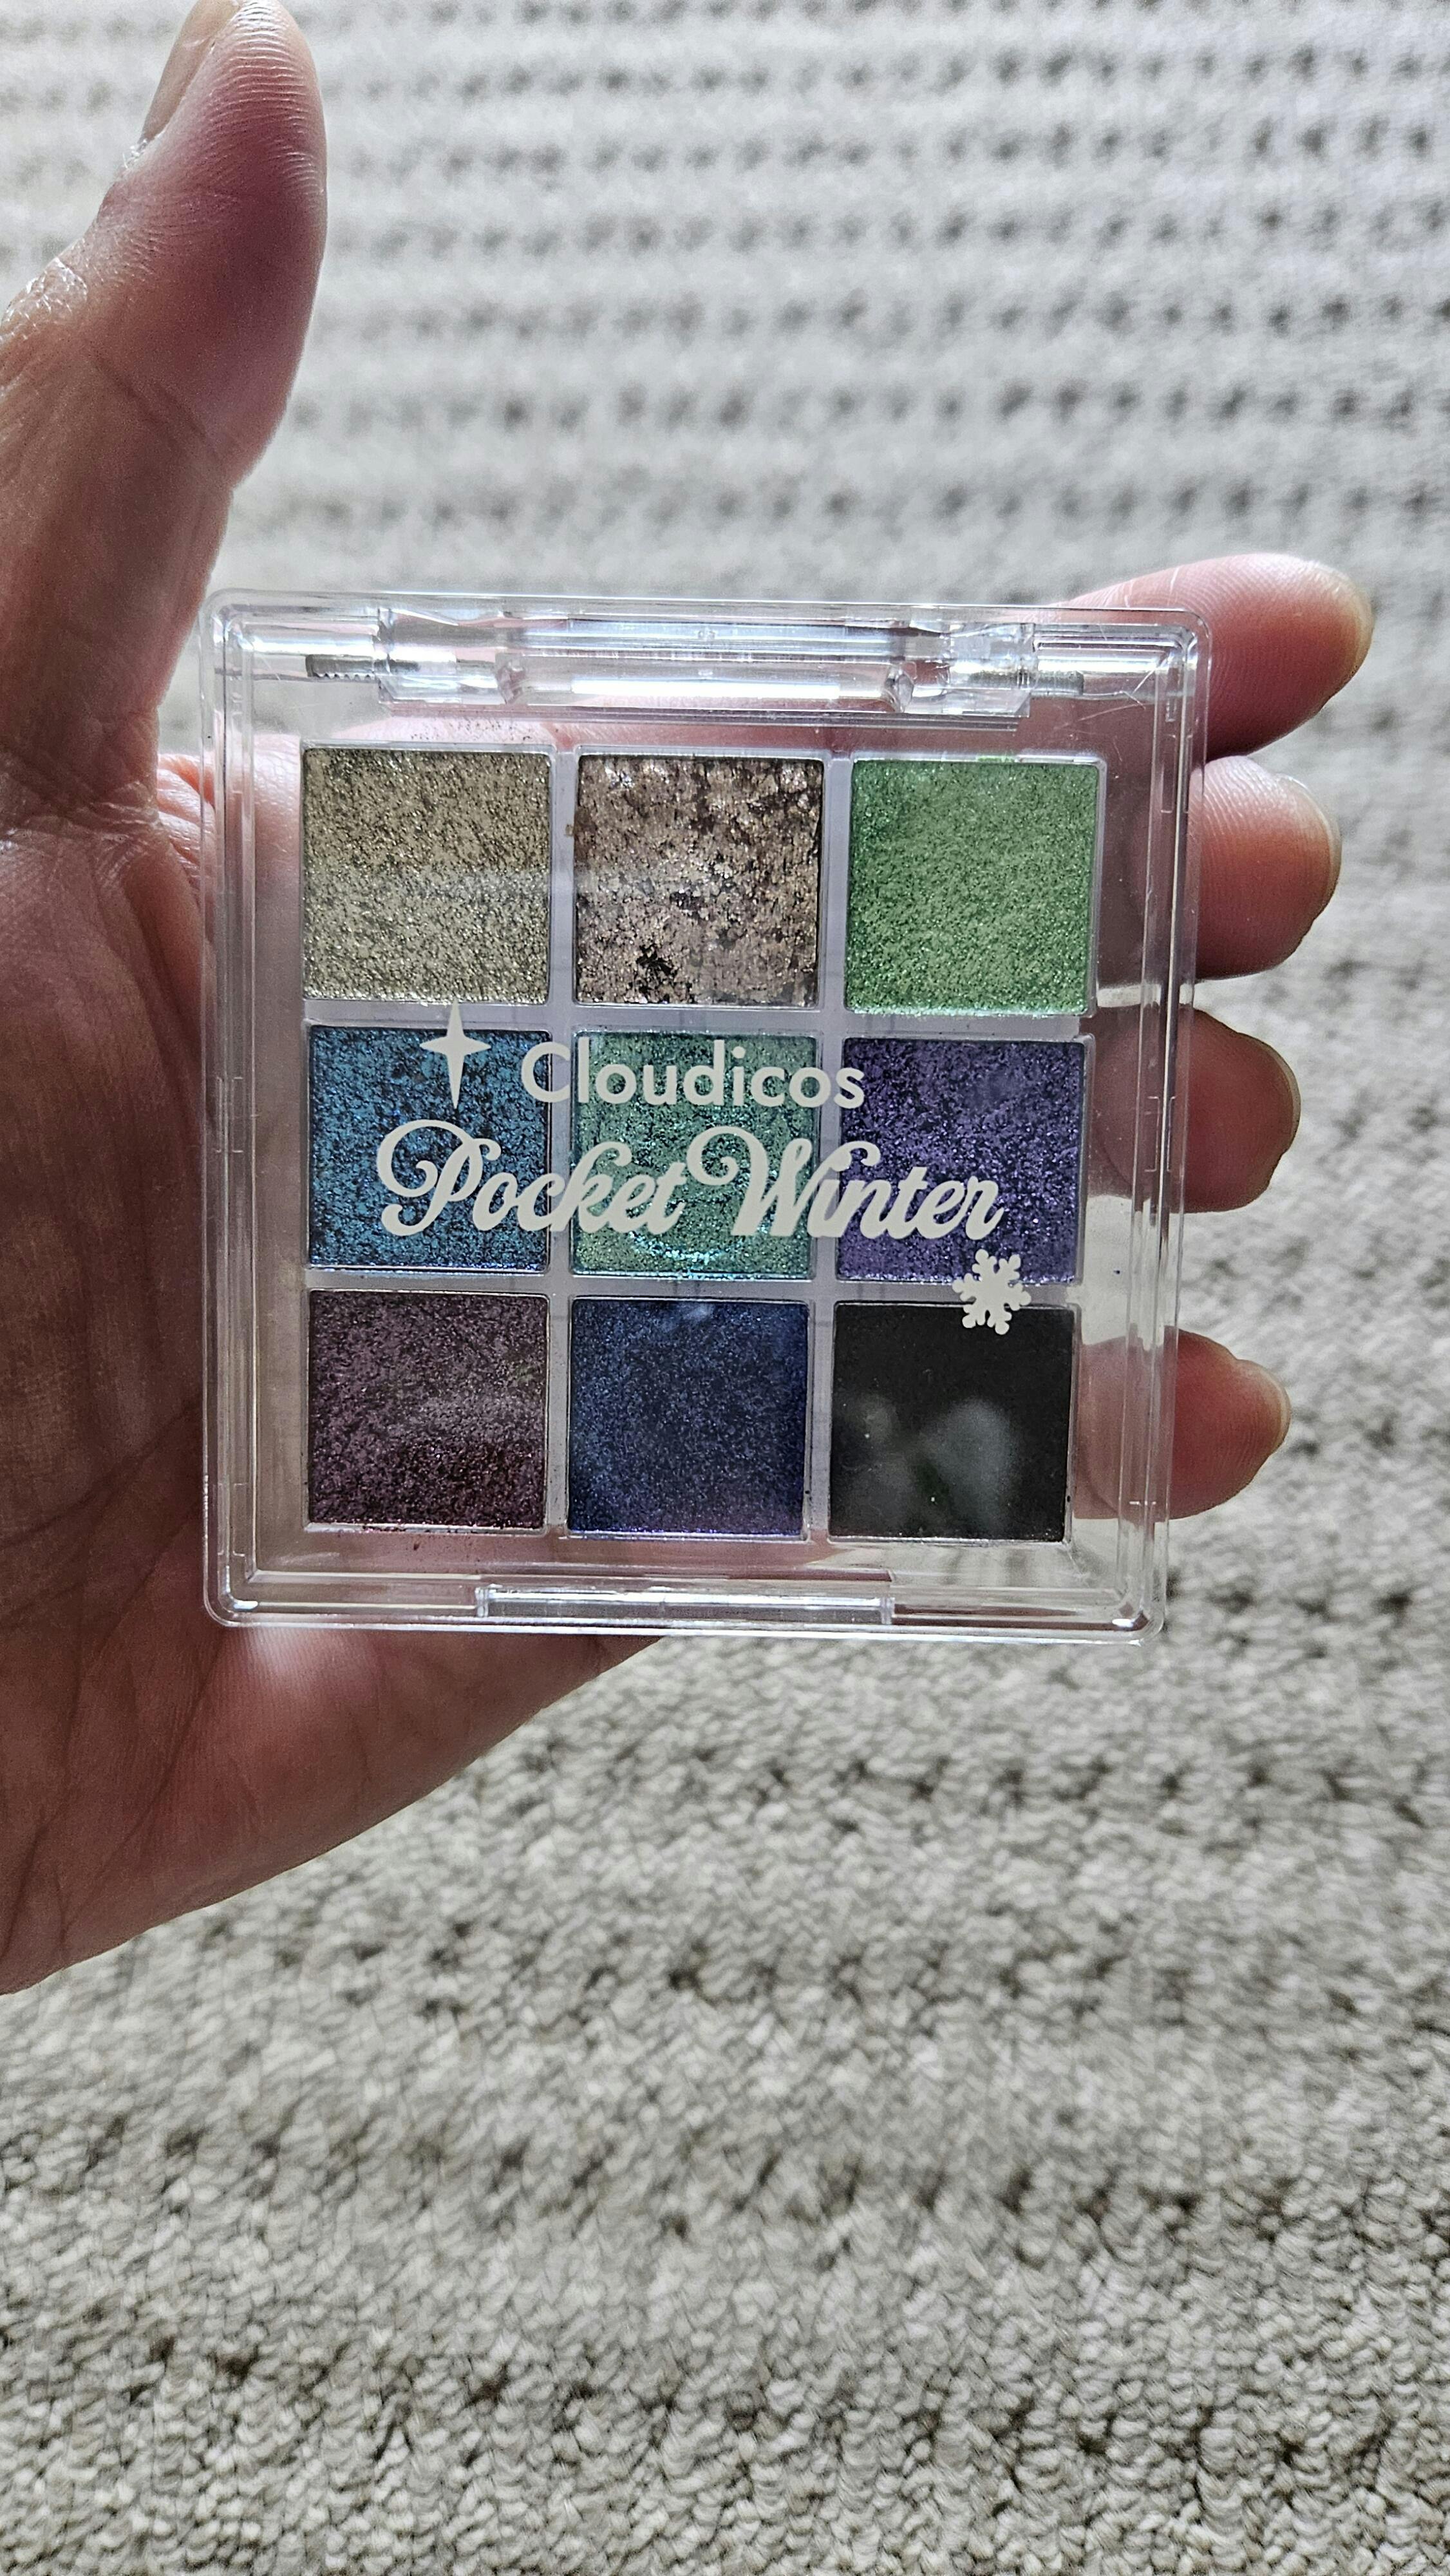 Cloudicos
Pocket Winter